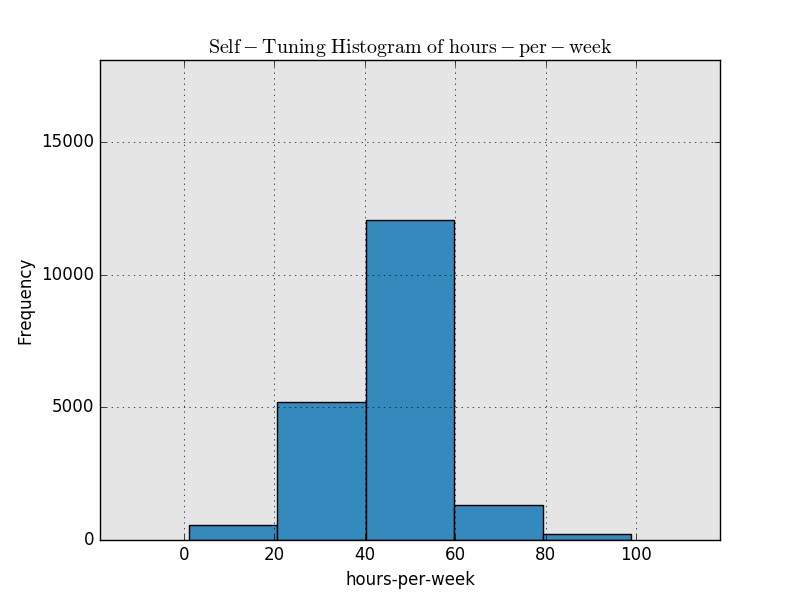 Self − Tuning Histogram of hours − per − week
15000
10000
5000
0
Frequency
0 20 40 60 80 100
hours-per-week